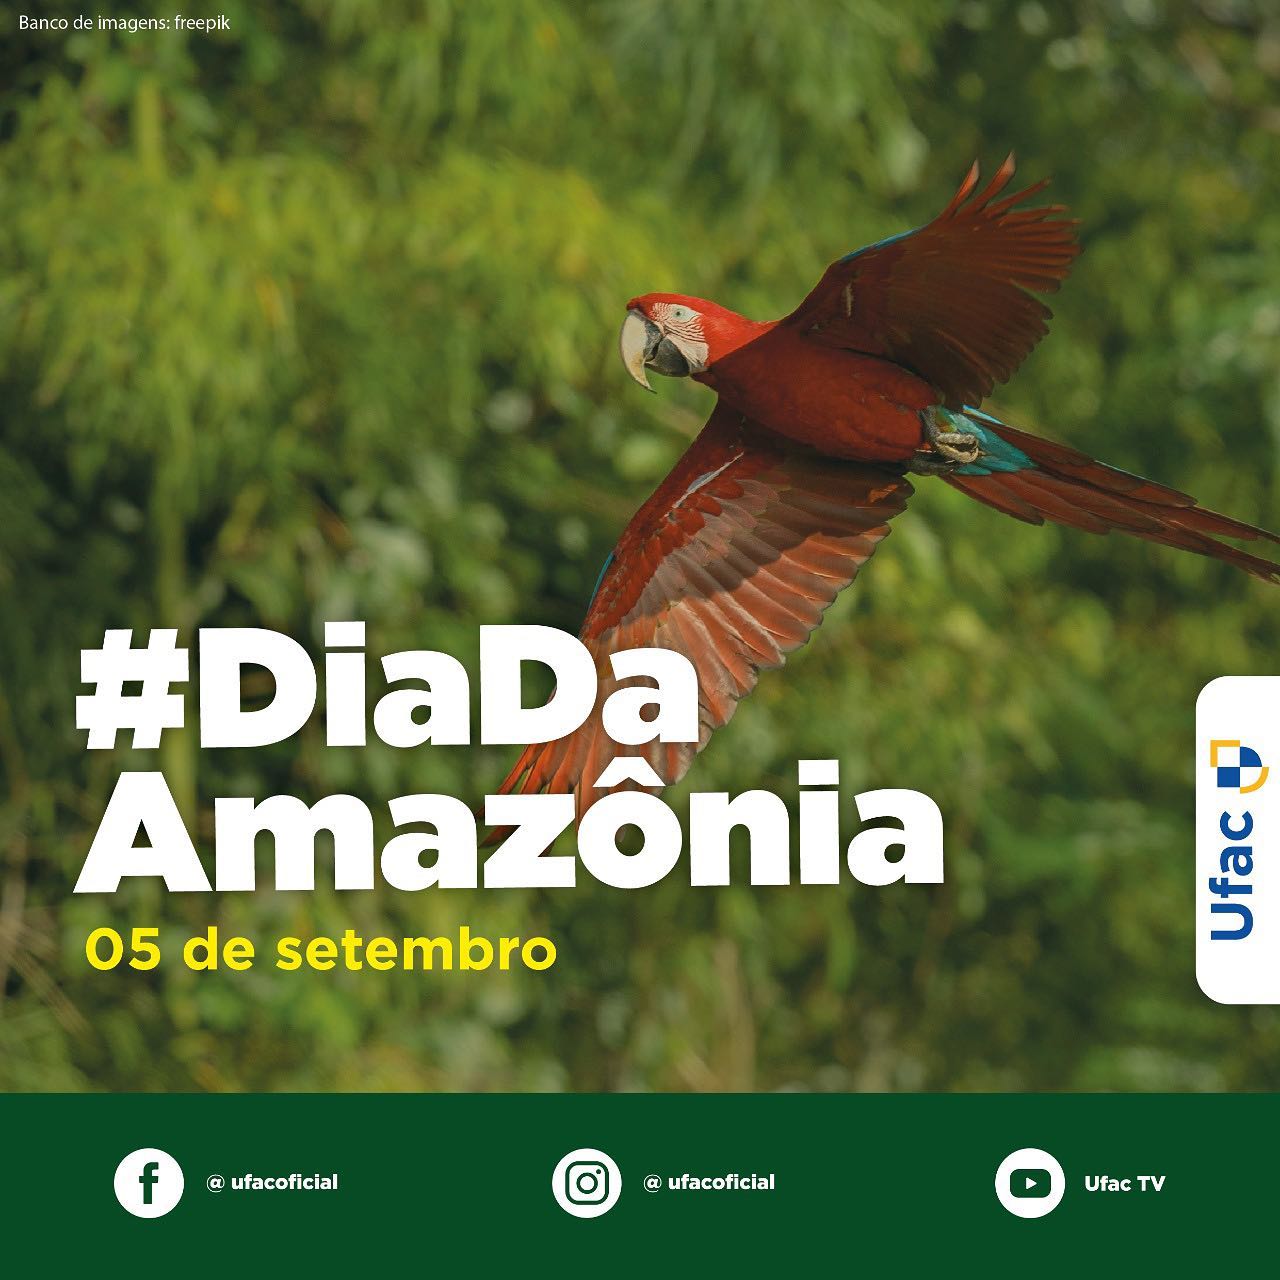 Banco de imagens: freepik
#DiaDa
Amazônia
05 de setembro
Ufac
@ ufacoficial
@ ufacoficial
Ufac TV